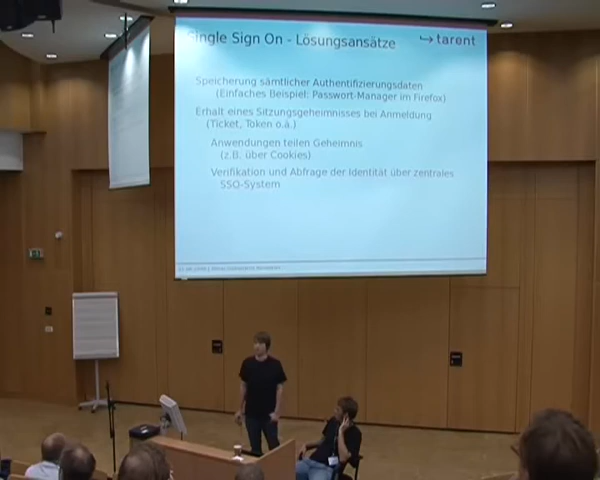 Single Sign On - Lösungsansätze
tarent
Speicherung sämtlicher Authentifizierungsdaten
(Einfaches Beispiel: Passwort-Manager im Firefox)
Erhalt eines Sitzungsgeheimnisses bei Anmeldung
(Ticket, Token o.ä.)
Anwendungen teilen Geheimnis
(z.B. über Cookies)
Verifikation und Abfrage der Identität über zentrales
SSO-System